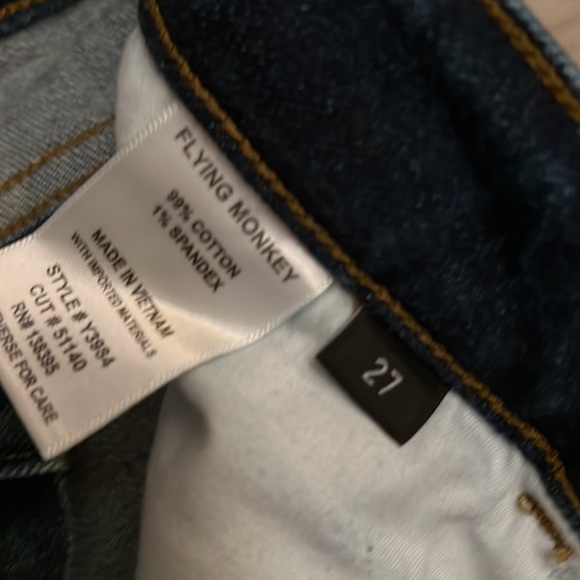 FLYING MONKEY
99% COTTON
1% SPANDEX
MADE IN VIETNAM
WITH IMPORTED MATERIALS
STYLE # Y3984
CUT # 51140
RN# 138395
FOR CARE
27